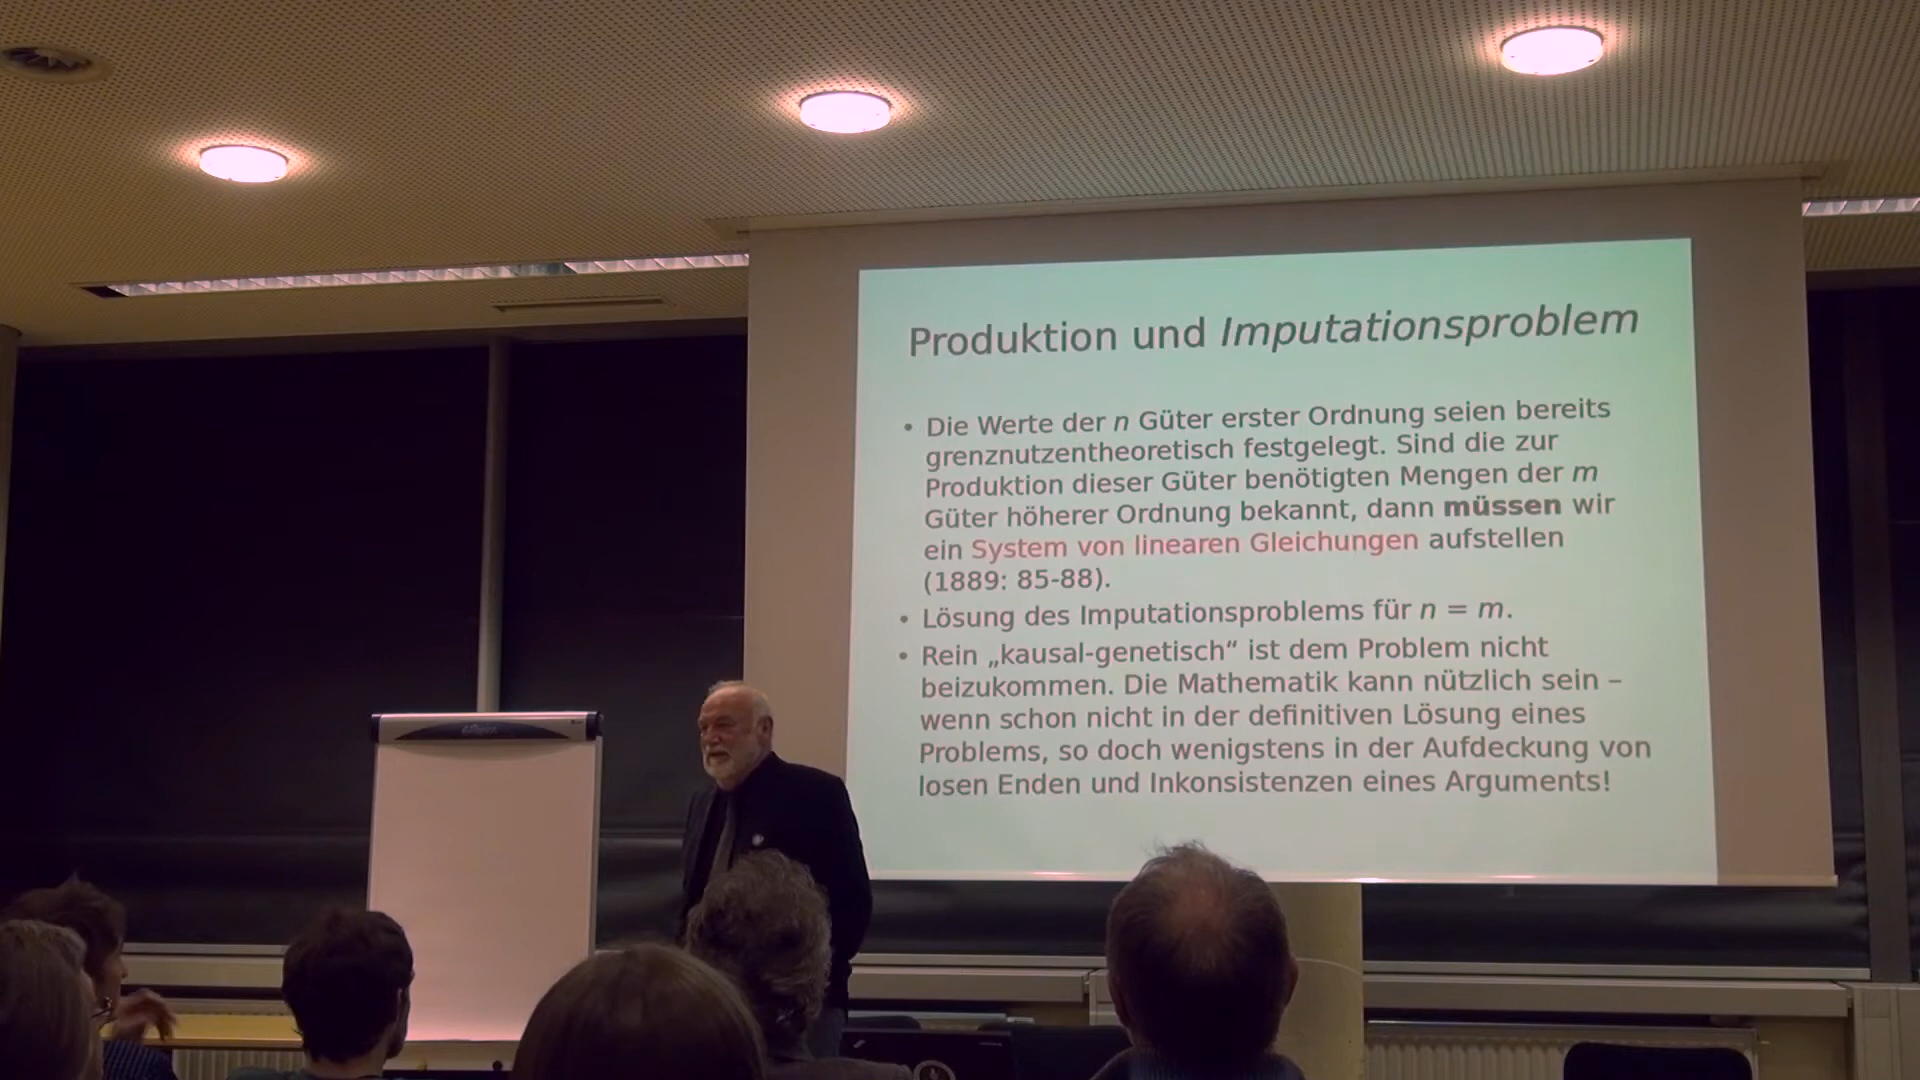 Produktion und Imputationsproblem
• Die Werte der n Güter erster Ordnung seien bereits
grenznutzentheoretisch festgelegt. Sind die zur
Produktion dieser Güter benötigten Mengen der m
Güter höherer Ordnung bekannt, dann müssen wir
ein System von linearen Gleichungen aufstellen
(1889: 85-88).
• Lösung des Imputationsproblems für n = m.
• Rein „kausal-genetisch“ ist dem Problem nicht
beizukommen. Die Mathematik kann nützlich sein –
wenn schon nicht in der definitiven Lösung eines
Problems, so doch wenigstens in der Aufdeckung von
losen Enden und Inkonsistenzen eines Arguments!